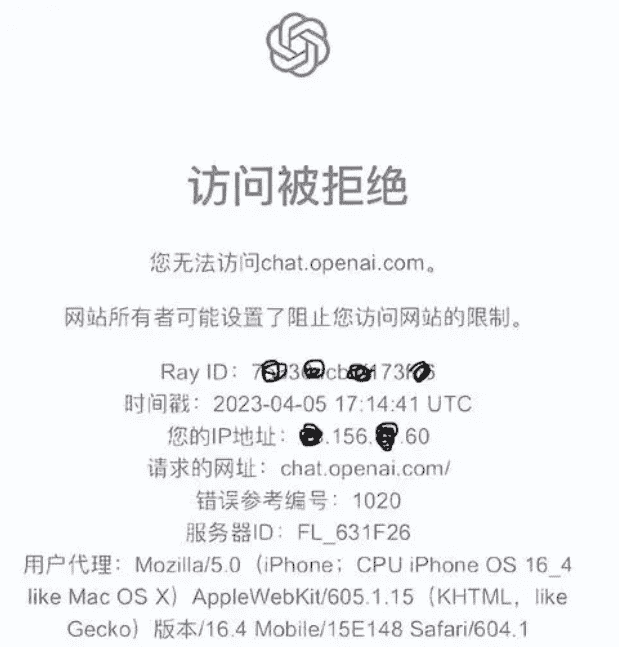 访问被拒绝
您无法访问chat.openai.com。
网站所有者可能设置了阻止您访问网站的限制。
Ray ID：
时间戳：2023-04-05 17:14:41 UTC
您的IP地址： .156. .60
请求的网址：chat.openai.com/
错误参考编号：1020
服务器ID：FL_631F26
用户代理：Mozilla/5.0（iPhone；CPU iPhone OS 16_4
like Mac OS X）AppleWebKit/605.1.15（KHTML，like
Gecko）版本/16.4 Mobile/15E148 Safari/604.1